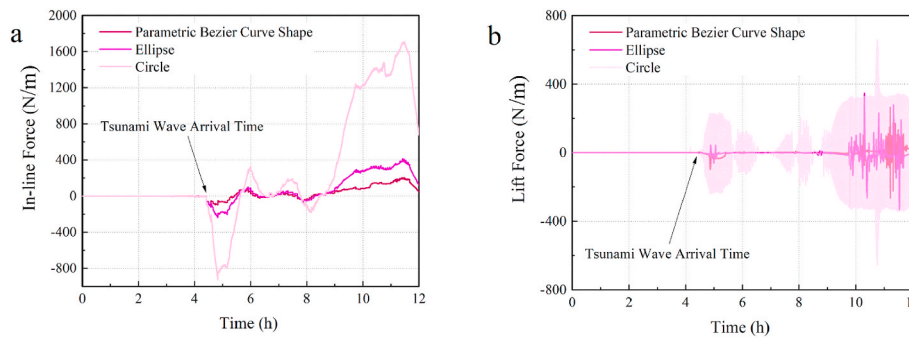 a
2000
1600
1200
800
400
0
-400
-800
In-line Force (N/m)
Parametric Bezier Curve Shape
Ellipse
Circle
Tsunami Wave Arrival Time
0 2 4 6 8 10 12
Time (h)
b
800
400
0
-400
-800
Lift Force (N/m)
Parametric Bezier Curve Shape
Ellipse
Circle
Tsunami Wave Arrival Time
0 2 4 6 8 10
Time (h)